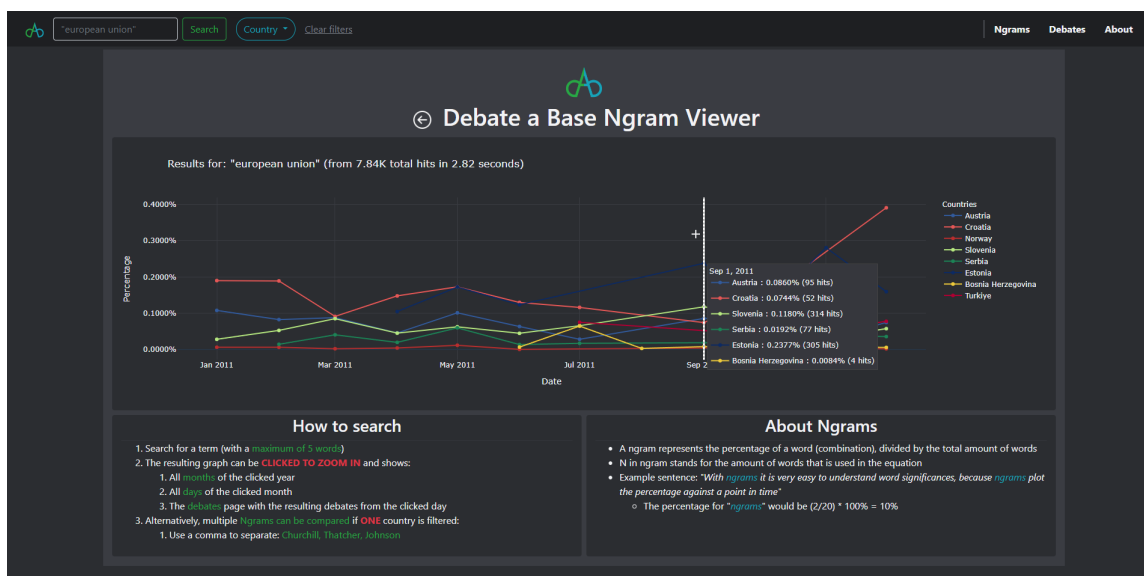 "european union" Search Country Clear filters Ngrams Debates About
Debate a Base Ngram Viewer
Results for: "european union" (from 7.84K total hits in 2.82 seconds)
Percentage
0.4000%
0.3000%
0.2000%
0.1000%
0.0000%
Jan 2011 Mar 2011 May 2011 Jul 2011 Sep 2
Date
Sep 1, 2011
Austria : 0.0860% (95 hits)
Croatia : 0.0744% (52 hits)
Slovenia : 0.1180% (314 hits)
Serbia : 0.0192% (77 hits)
Estonia : 0.2377% (305 hits)
Bosnia Herzegovina : 0.0084% (4 hits)
Countries
Austria
Croatia
Norway
Slovenia
Serbia
Estonia
Bosnia Herzegovina
Turkiye
How to search
1. Search for a term (with a maximum of 5 words)
2. The resulting graph can be CLICKED TO ZOOM IN and shows:
1. All months of the clicked year
2. All days of the clicked month
3. The debates page with the resulting debates from the clicked day
3. Alternatively, multiple Ngrams can be compared if ONE country is filtered:
1. Use a comma to separate: Churchill, Thatcher, Johnson
About Ngrams
• A ngram represents the percentage of a word (combination), divided by the total amount of words
• N in ngram stands for the amount of words that is used in the equation
• Example sentence: "With ngrams it is very easy to understand word significances, because ngrams plot
the percentage against a point in time"
○ The percentage for "ngrams" would be (2/20) * 100% = 10%